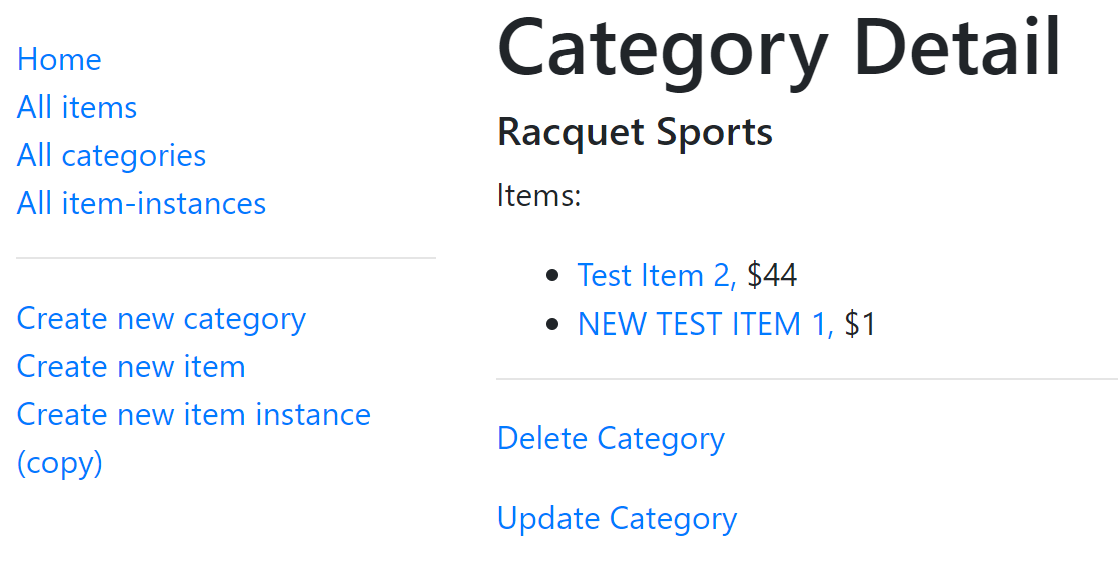 Home
All items
All categories
All item-instances
Create new category
Create new item
Create new item instance
(copy)
Category Detail
Racquet Sports
Items:
Test Item 2, $44
NEW TEST ITEM 1, $1
Delete Category
Update Category